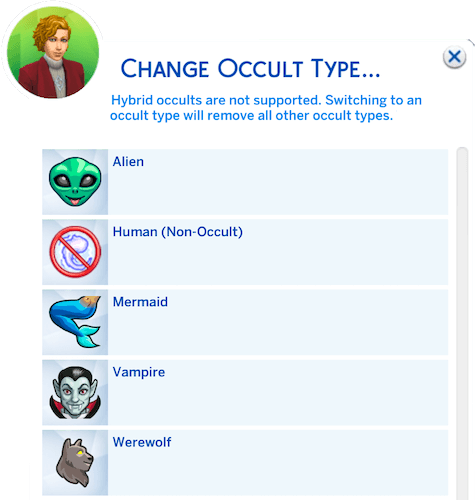 Change Occult Type...
Hybrid occults are not supported. Switching to an
occult type will remove all other occult types.
Alien
Human (Non-Occult)
Mermaid
Vampire
Werewolf